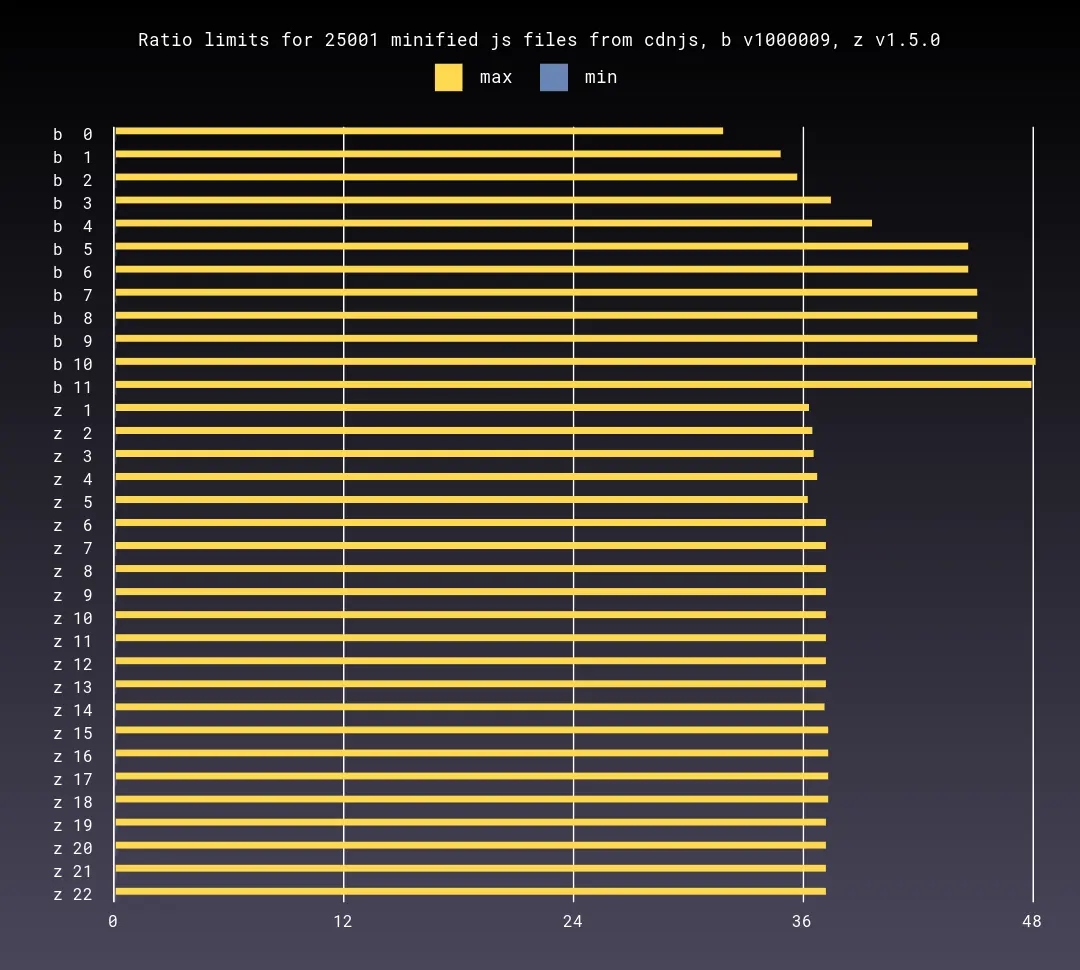 Ratio limits for 25001 minified js files from cdnjs, b v1000009, z v1.5.0
max min
b 0
b 1
b 2
b 3
b 4
b 5
b 6
b 7
b 8
b 9
b 10
b 11
z 1
z 2
z 3
z 4
z 5
z 6
z 7
z 8
z 9
z 10
z 11
z 12
z 13
z 14
z 15
z 16
z 17
z 18
z 19
z 20
z 21
z 22
0 12 24 36 48